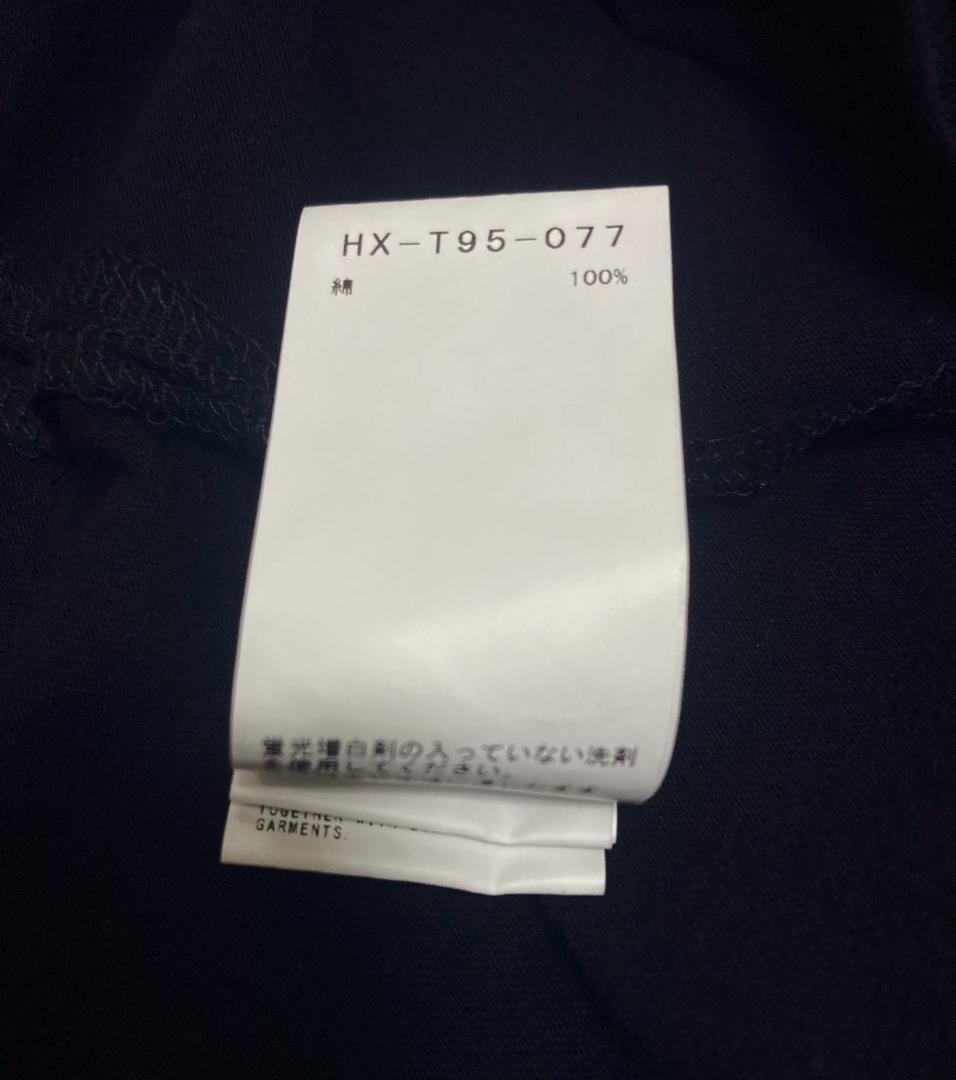 HX-T95-077
綿 100%
蛍光増白剤の入っていない洗剤
を使用してください。
TOGETHER
GARMENTS.